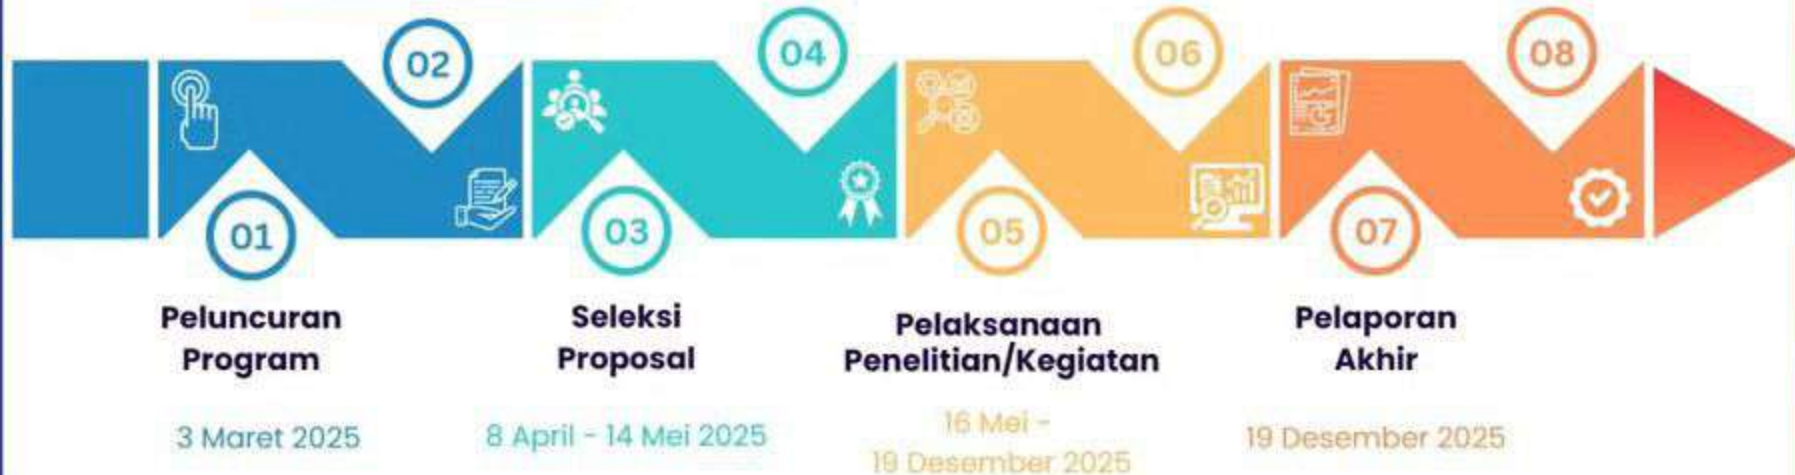 02
04
06
08
01
03
05
07
Peluncuran
Program
3 Maret 2025
Seleksi
Proposal
8 April - 14 Mei 2025
Pelaksanaan
Penelitian/Kegiatan
16 Mei -
19 Desember 2025
Pelaporan
Akhir
19 Desember 2025